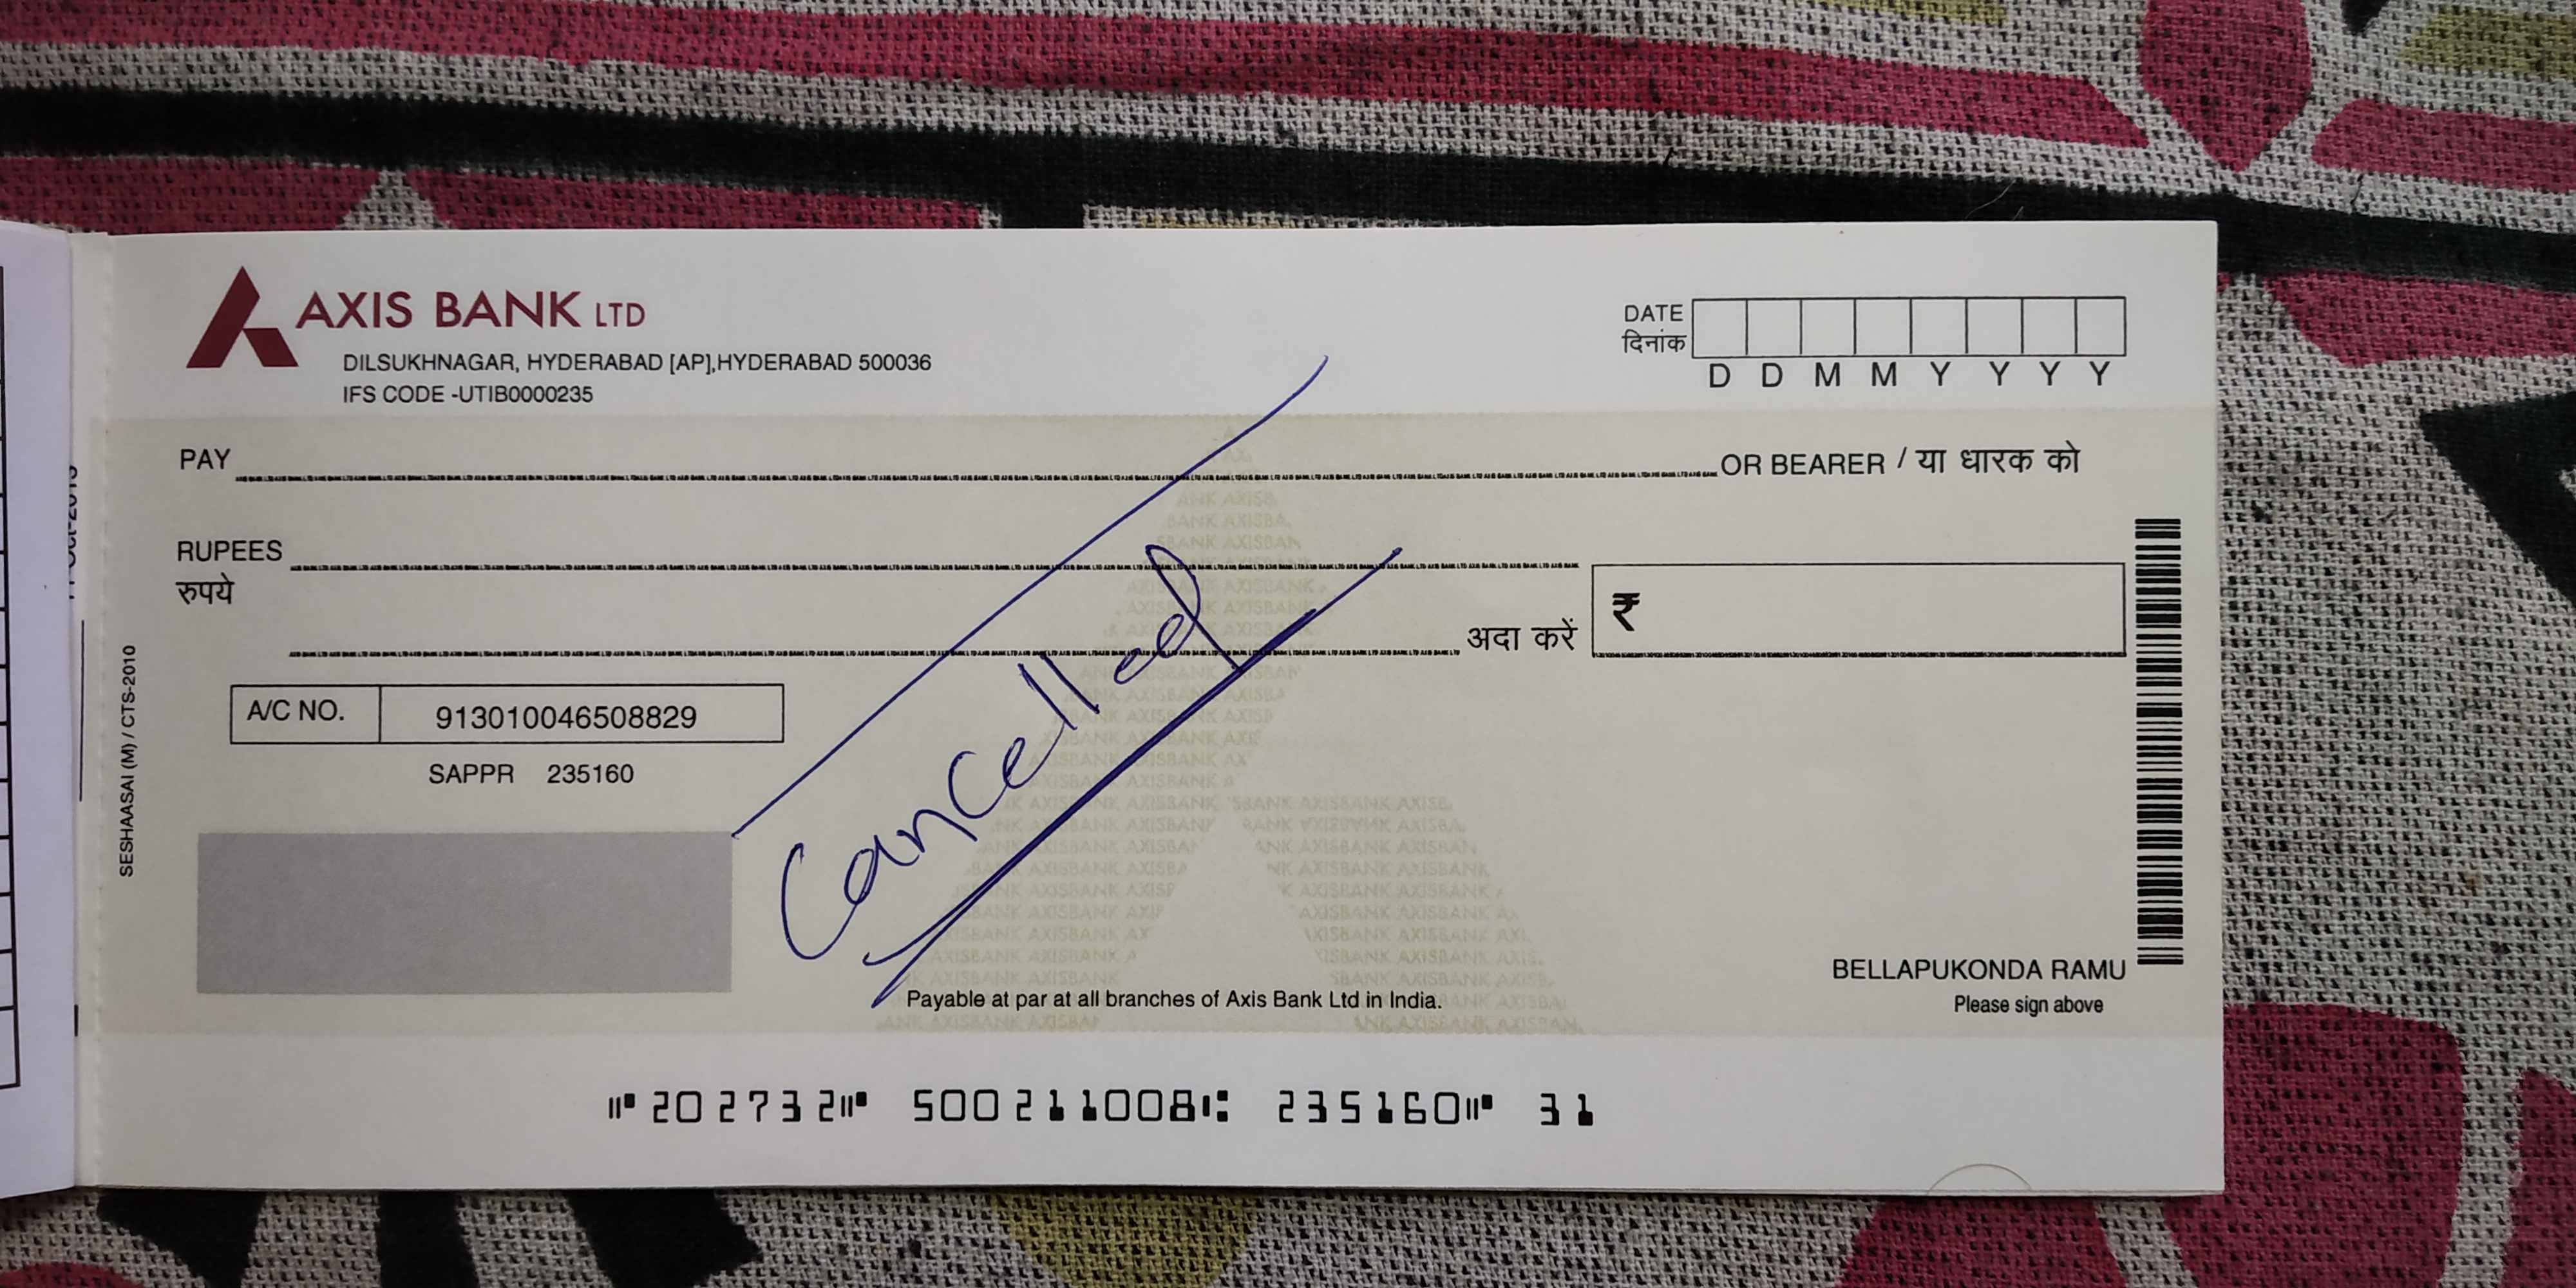 AXIS BANK LTD
DILSUKHNAGAR, HYDERABAD [AP],HYDERABAD 500036
IFS CODE -UTIB0000235
DATE
दिनांक
D D M M Y Y Y Y
PAY
OR BEARER / या धारक को
RUPEES
रुपये
अदा करें
₹
A/C NO.
913010046508829
SAPPR 235160
SESHAASAI (M) / CTS-2010
Cancelled
BELLAPUKONDA RAMU
Please sign above
Payable at par at all branches of Axis Bank Ltd in India.
⑈202732⑈ 500211008⑆ 235160⑈ 31